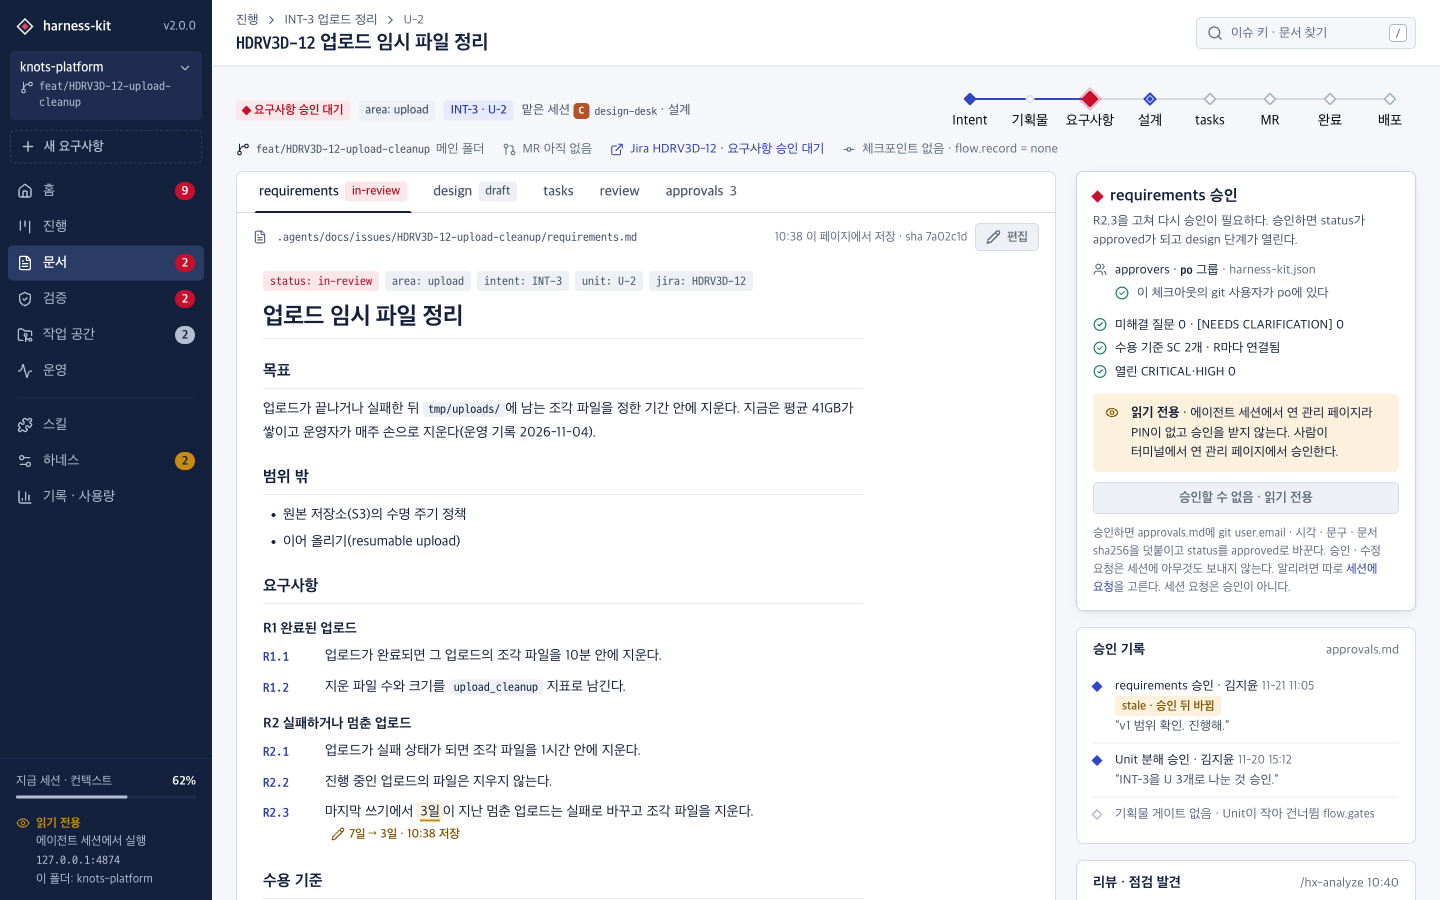 harness-kit v2.0.0
knots-platform
feat/HDRV3D-12-upload-
cleanup
새 요구사항
홈 9
진행
문서 2
검증 2
작업 공간 2
운영
스킬
하네스 2
기록 · 사용량
지금 세션 · 컨텍스트 62%
읽기 전용
에이전트 세션에서 실행
127.0.0.1:4874
이 폴더: knots-platform
진행 > INT-3 업로드 정리 > U-2
HDRV3D-12 업로드 임시 파일 정리
이슈 키 · 문서 찾기 /
요구사항 승인 대기 area: upload INT-3 · U-2 맡은 세션 C design-desk · 설계
Intent 기획물 요구사항 설계 tasks MR 완료 배포
feat/HDRV3D-12-upload-cleanup 메인 폴더 MR 아직 없음 Jira HDRV3D-12 · 요구사항 승인 대기 체크포인트 없음 · flow.record = none
requirements in-review design draft tasks review approvals 3
.agents/docs/issues/HDRV3D-12-upload-cleanup/requirements.md 10:38 이 페이지에서 저장 · sha 7a02c1d 편집
status: in-review area: upload intent: INT-3 unit: U-2 jira: HDRV3D-12
업로드 임시 파일 정리
목표
업로드가 끝나거나 실패한 뒤 tmp/uploads/ 에 남는 조각 파일을 정한 기간 안에 지운다. 지금은 평균 41GB가
쌓이고 운영자가 매주 손으로 지운다(운영 기록 2026-11-04).
범위 밖
• 원본 저장소(S3)의 수명 주기 정책
• 이어 올리기(resumable upload)
요구사항
R1 완료된 업로드
R1.1 업로드가 완료되면 그 업로드의 조각 파일을 10분 안에 지운다.
R1.2 지운 파일 수와 크기를 upload_cleanup 지표로 남긴다.
R2 실패하거나 멈춘 업로드
R2.1 업로드가 실패 상태가 되면 조각 파일을 1시간 안에 지운다.
R2.2 진행 중인 업로드의 파일은 지우지 않는다.
R2.3 마지막 쓰기에서 3일 이 지난 멈춘 업로드는 실패로 바꾸고 조각 파일을 지운다.
7일 → 3일 · 10:38 저장
수용 기준
requirements 승인
R2.3을 고쳐 다시 승인이 필요하다. 승인하면 status가
approved가 되고 design 단계가 열린다.
approvers · po 그룹 · harness-kit.json
이 체크아웃의 git 사용자가 po에 있다
미해결 질문 0 · [NEEDS CLARIFICATION] 0
수용 기준 SC 2개 · R마다 연결됨
열린 CRITICAL·HIGH 0
읽기 전용 · 에이전트 세션에서 연 관리 페이지라
PIN이 없고 승인을 받지 않는다. 사람이
터미널에서 연 관리 페이지에서 승인한다.
승인할 수 없음 · 읽기 전용
승인하면 approvals.md에 git user.email · 시각 · 문구 · 문서
sha256을 덧붙이고 status를 approved로 바꾼다. 승인 · 수정
요청은 세션에 아무것도 보내지 않는다. 알리려면 따로 세션에
요청을 고른다. 세션 요청은 승인이 아니다.
승인 기록 approvals.md
requirements 승인 · 김지윤 11-21 11:05
stale · 승인 뒤 바뀜
"v1 범위 확인. 진행해."
Unit 분해 승인 · 김지윤 11-20 15:12
"INT-3을 U 3개로 나눈 것 승인."
기획물 게이트 없음 · Unit이 작아 건너뜀 flow.gates
리뷰 · 점검 발견 /hx-analyze 10:40